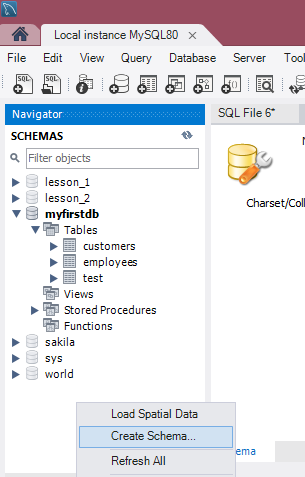 Local instance MySQL80
File Edit View Query Database Server
SQL SQL
Navigator
SQL File 6*
SCHEMAS
Filter objects
lesson_1
lesson_2
myfirstdb
Tables
customers
employees
test
Views
Stored Procedures
Functions
sakila
sys
world
Charset/Coll
Load Spatial Data
Create Schema...
Refresh All